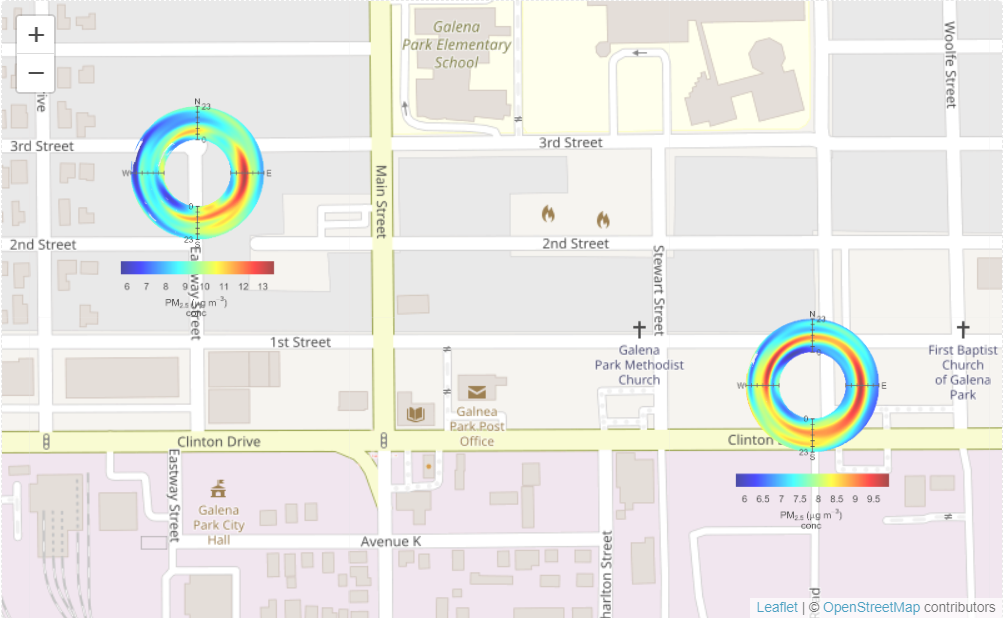 +
−
Galena
Park Elementary
School
Woolfe Street
ive
3rd Street
3rd Street
N
23
0
W
E
0
23
S
Main Street
2nd Street
2nd Street
Eastway Street
6 7 8 9 10 11 12 13
PM2.5 (μg m-3)
conc
Stewart Street
1st Street
Galena
Park Methodist
Church
First Baptist
Church
of Galena
Park
N
23
0
W
E
0
23
S
Galnea
Park Post
Office
Clinton Drive
Clinton
6 6.5 7 7.5 8 8.5 9 9.5
PM2.5 (μg m-3)
conc
Eastway Street
Galena
Park City
Hall
Avenue K
harlton Street
Leaflet | © OpenStreetMap contributors